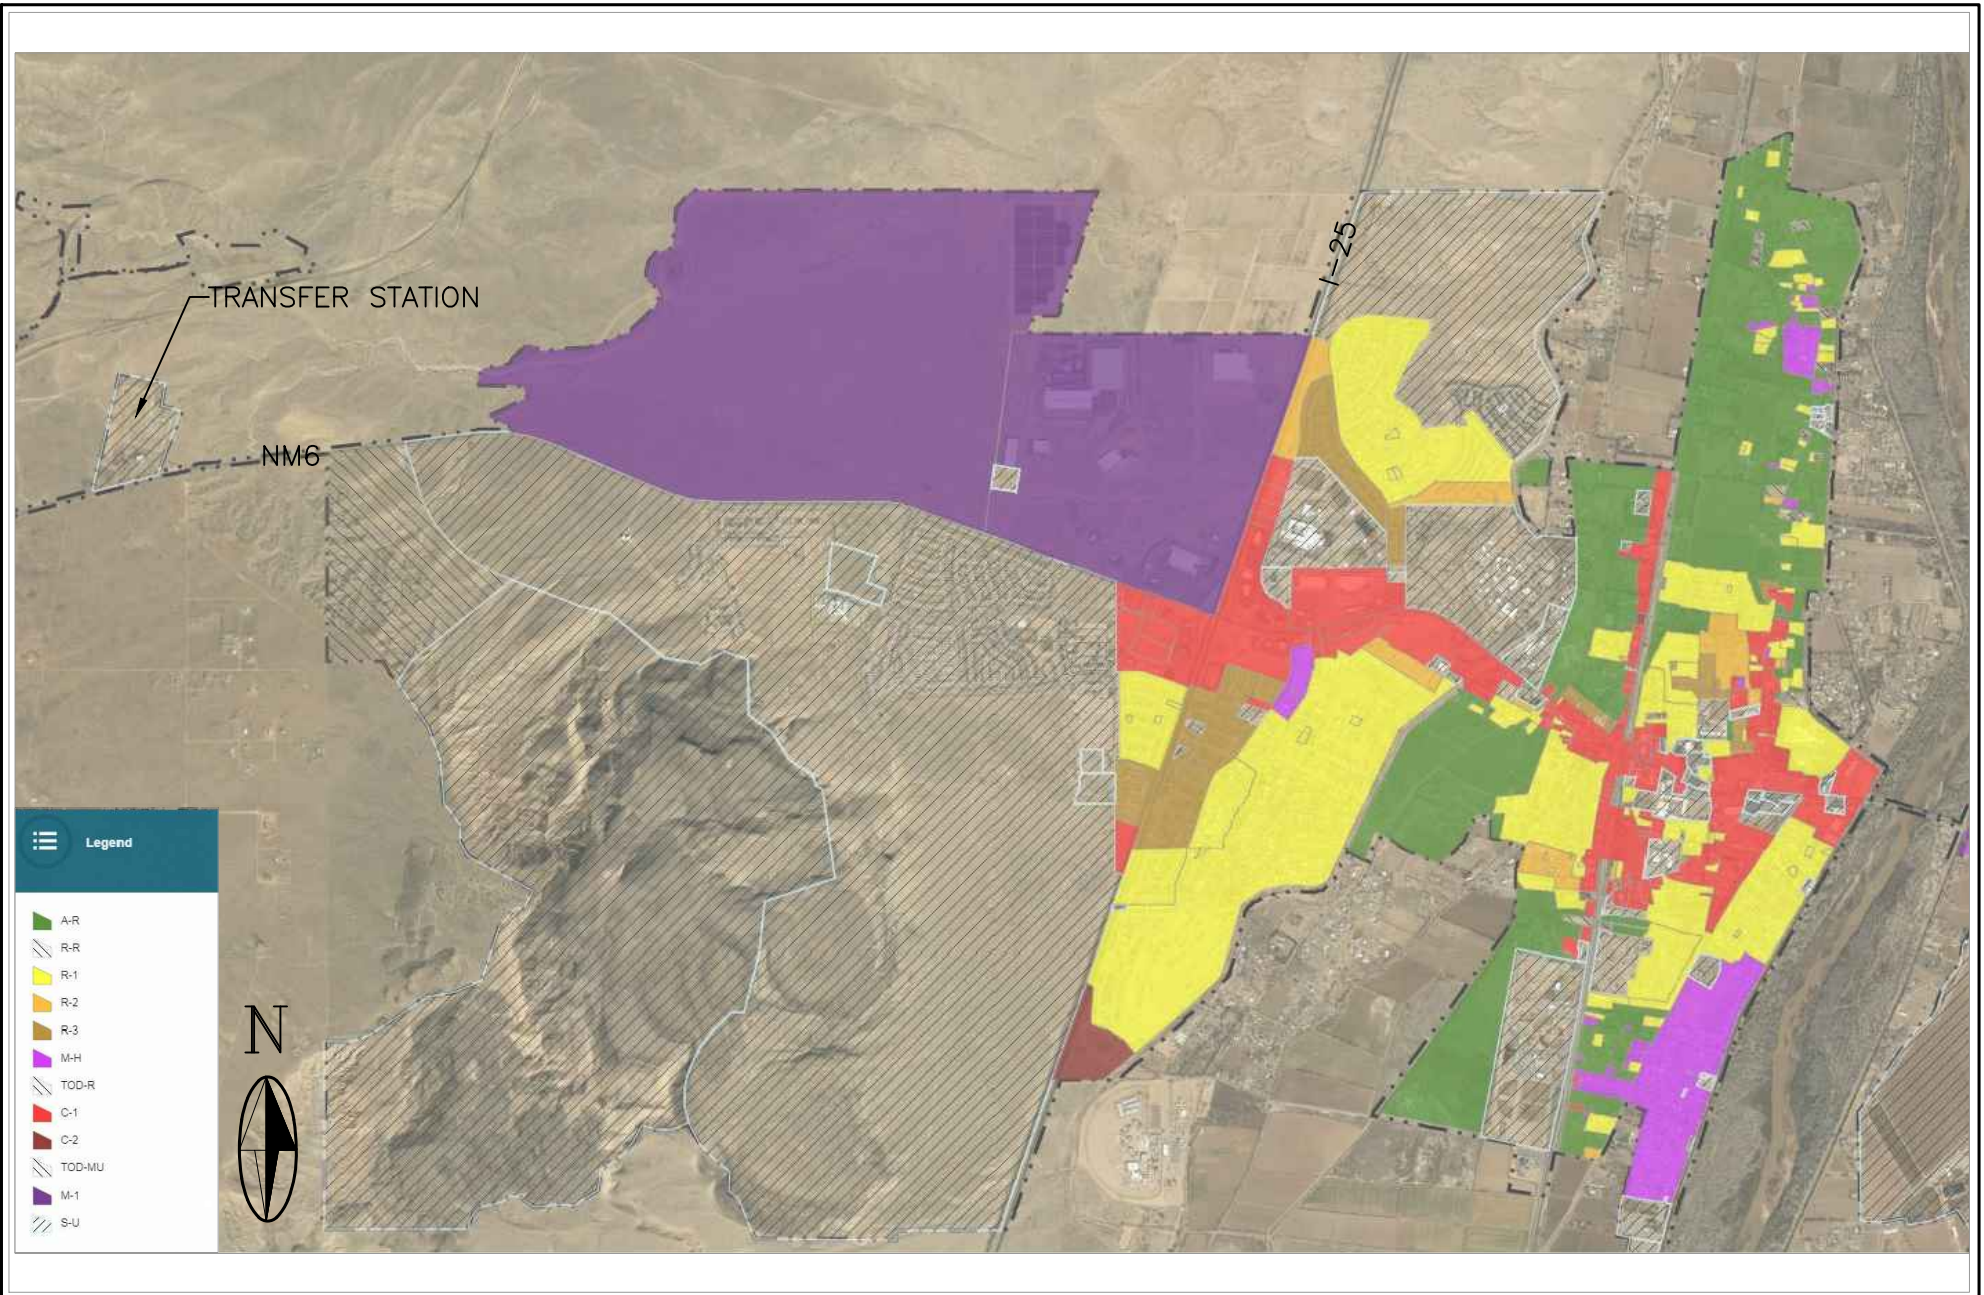 I-25
TRANSFER STATION
NM6
Legend
A-R
R-R
R-1
R-2
R-3
M-H
TOD-R
C-1
C-2
TOD-MU
M-1
S-U
N